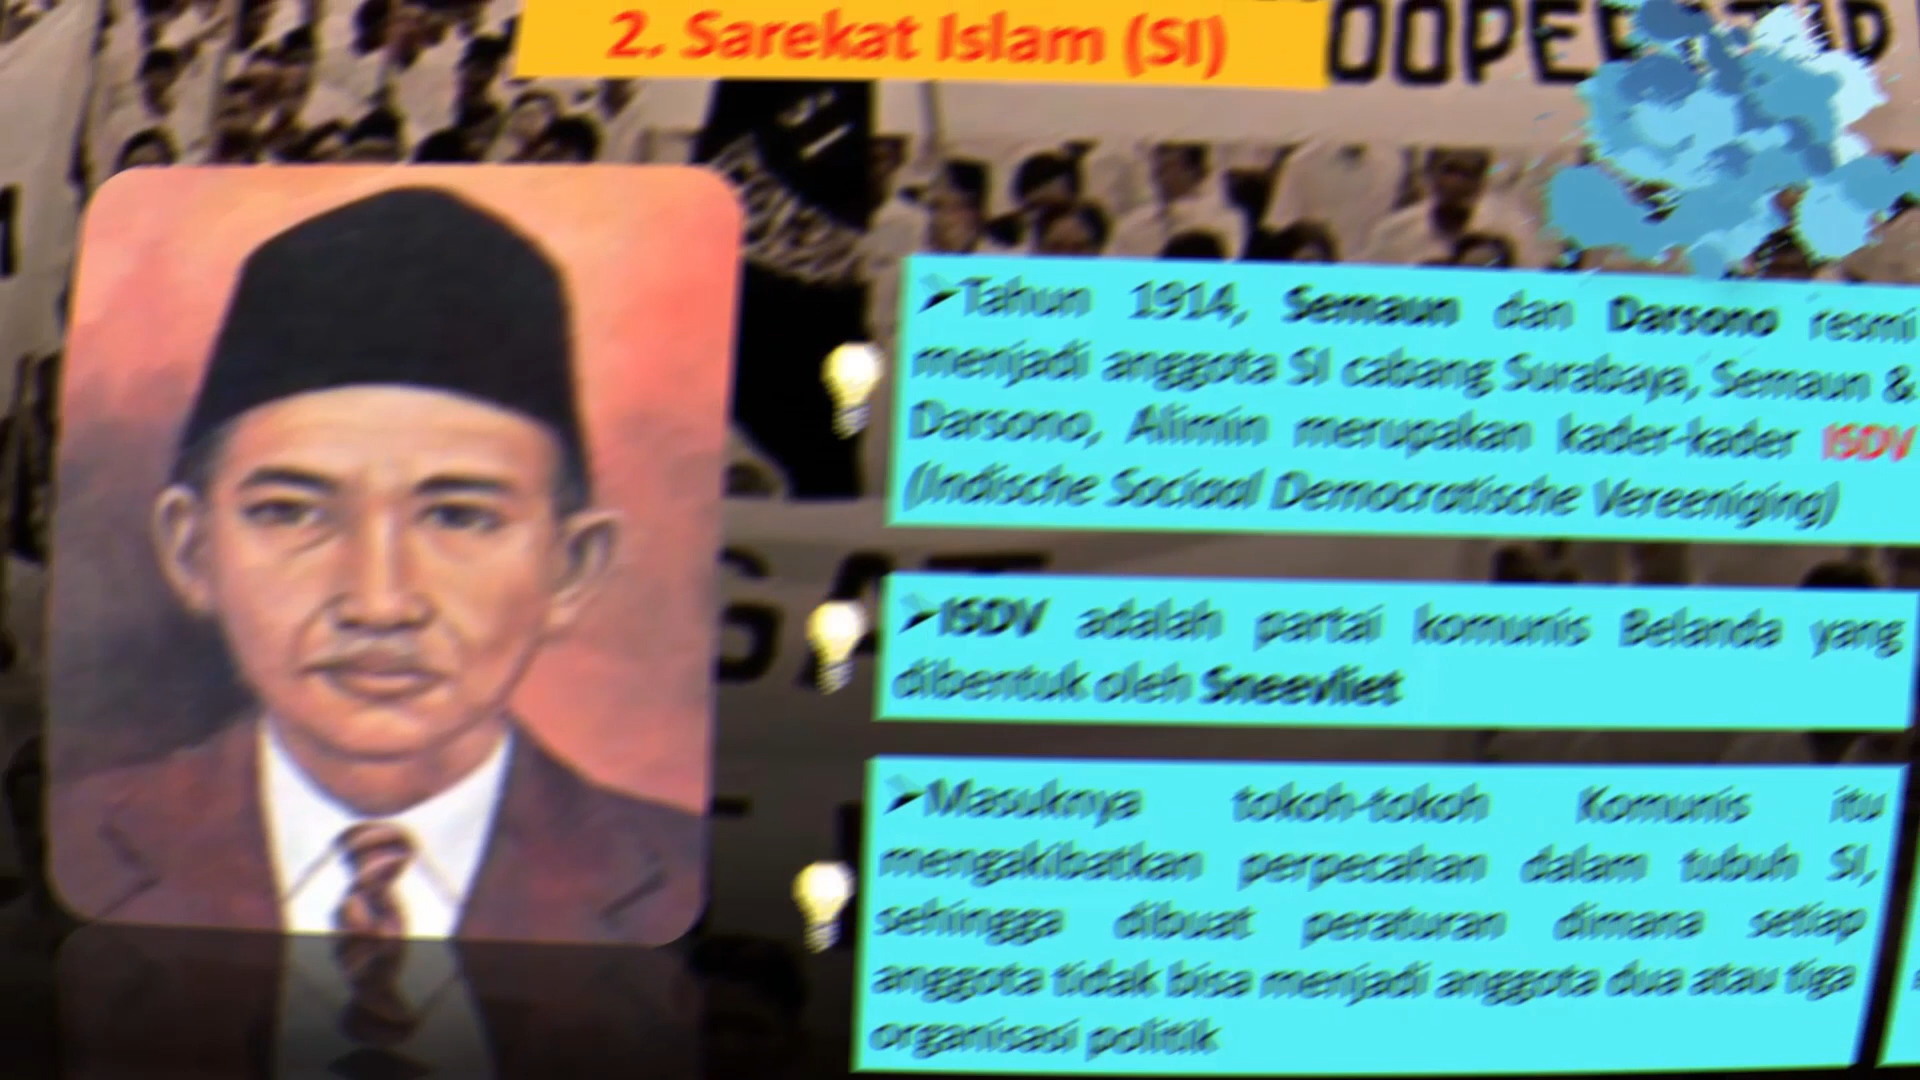 2. Sarekat Islam (SI)
➤Tahun 1914, Semaun dan Darsono resmi
menjadi anggota SI cabang Surabaya, Semaun &
Darsono, Alimin merupakan kader-kader ISDV
(Indische Sociaal Democratische Vereeniging)
➤ISDV adalah partai komunis Belanda yang
dibentuk oleh Sneevliet
➤Masuknya tokoh-tokoh Komunis itu
mengakibatkan perpecahan dalam tubuh SI,
sehingga dibuat peraturan dimana setiap
anggota tidak bisa menjadi anggota dua atau tiga
organisasi politik